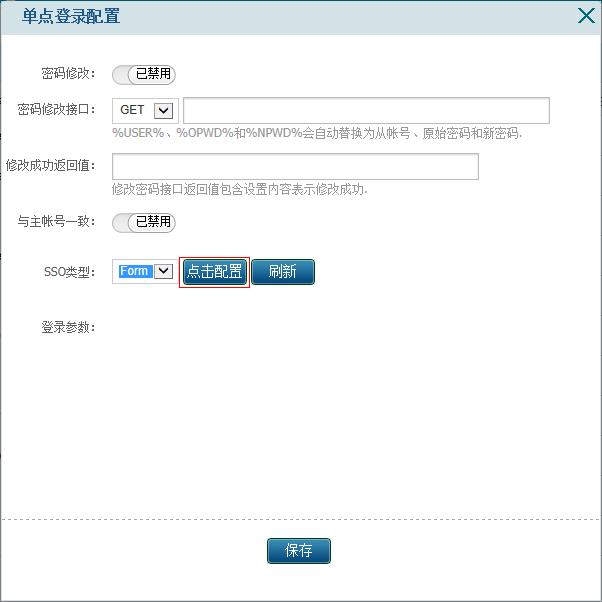 单点登录配置
密码修改： 已禁用
密码修改接口： GET
%USER%、%OPWD%和%NPWD%会自动替换为从帐号、原始密码和新密码.
修改成功返回值：
修改密码接口返回值包含设置内容表示修改成功.
与主帐号一致： 已禁用
SSO类型： Form 点击配置 刷新
登录参数：
保存